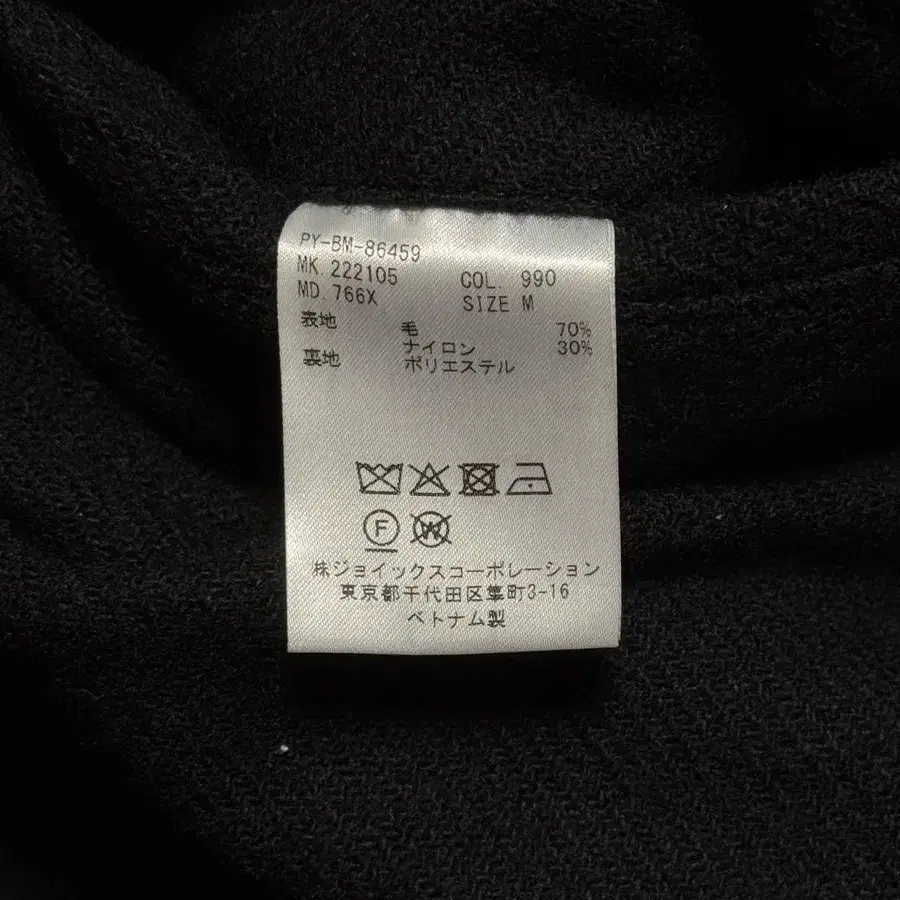 PY-BM-86459
MK. 222105 COL. 990
MD. 766X SIZE M
表地 毛 70%
ナイロン 30%
裏地 ポリエステル
F
W
株ジョイックスコーポレーション
東京都千代田区隼町3-16
ベトナム製